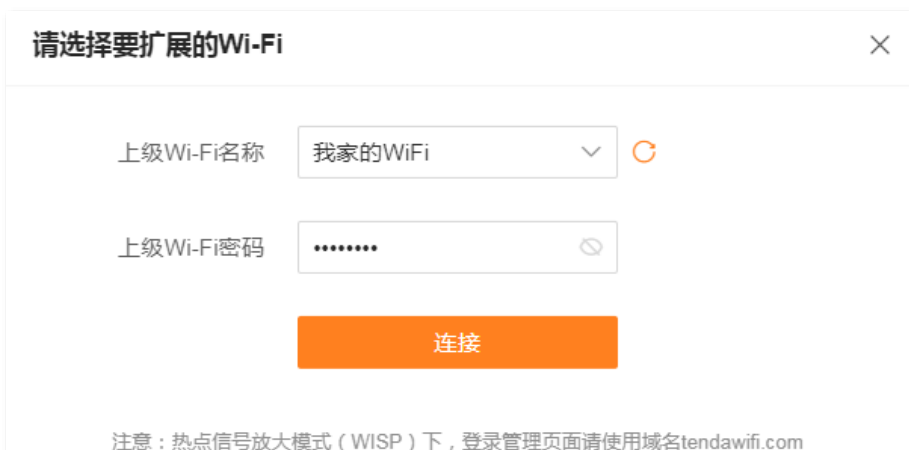 请选择要扩展的Wi-Fi
上级Wi-Fi名称 我家的WiFi
上级Wi-Fi密码 ••••••••
连接
注意：热点信号放大模式（WISP）下，登录管理页面请使用域名tendawifi.com